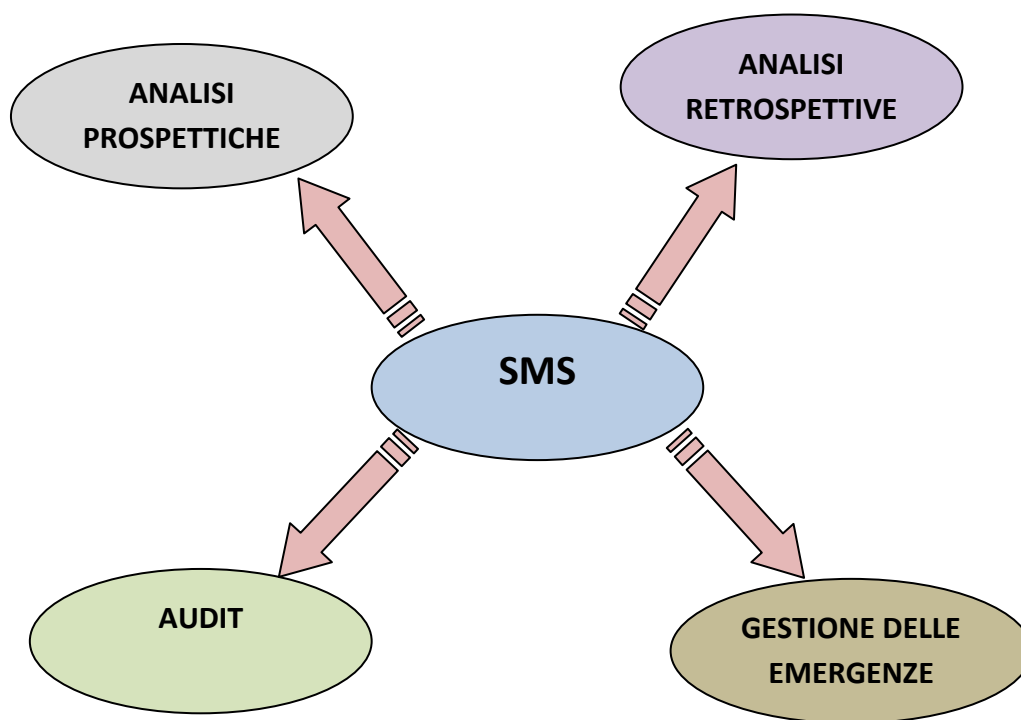 ANALISI
PROSPETTICHE
ANALISI
RETROSPETTIVE
SMS
AUDIT
GESTIONE DELLE
EMERGENZE